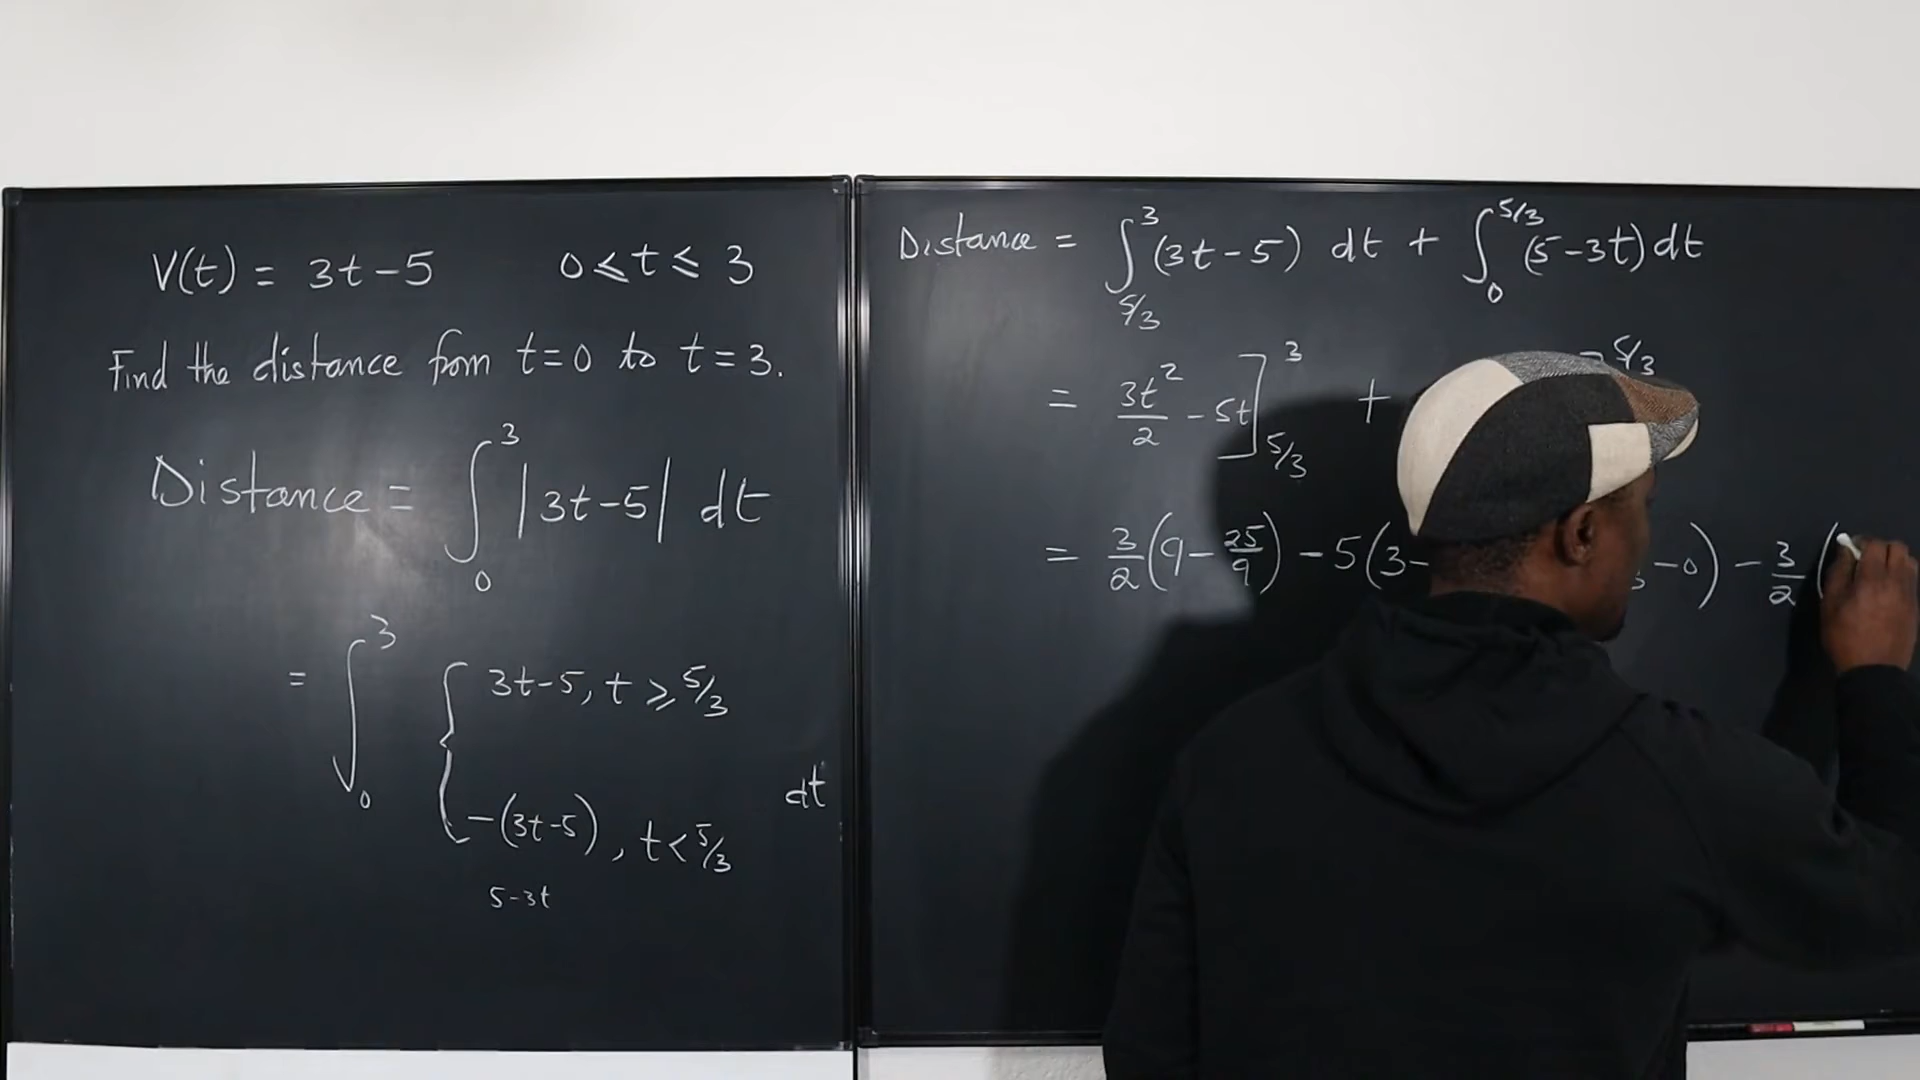 V(t) = 3t-5 0 ⩽ t ⩽ 3
Find the distance from t=0 to t=3.
Distance = ∫₀³ |3t-5| dt
= ∫₀³ { 3t-5, t ⩾ 5/3
-(3t-5), t < 5/3 dt
5-3t
Distance = ∫_{5/3}^{3} (3t-5) dt + ∫_{0}^{5/3} (5-3t) dt
= 3t²/2 - 5t]_{5/3}^{3} + ]^{5/3}
= 3/2(9-25/9) - 5(3- -0) - 3/2(